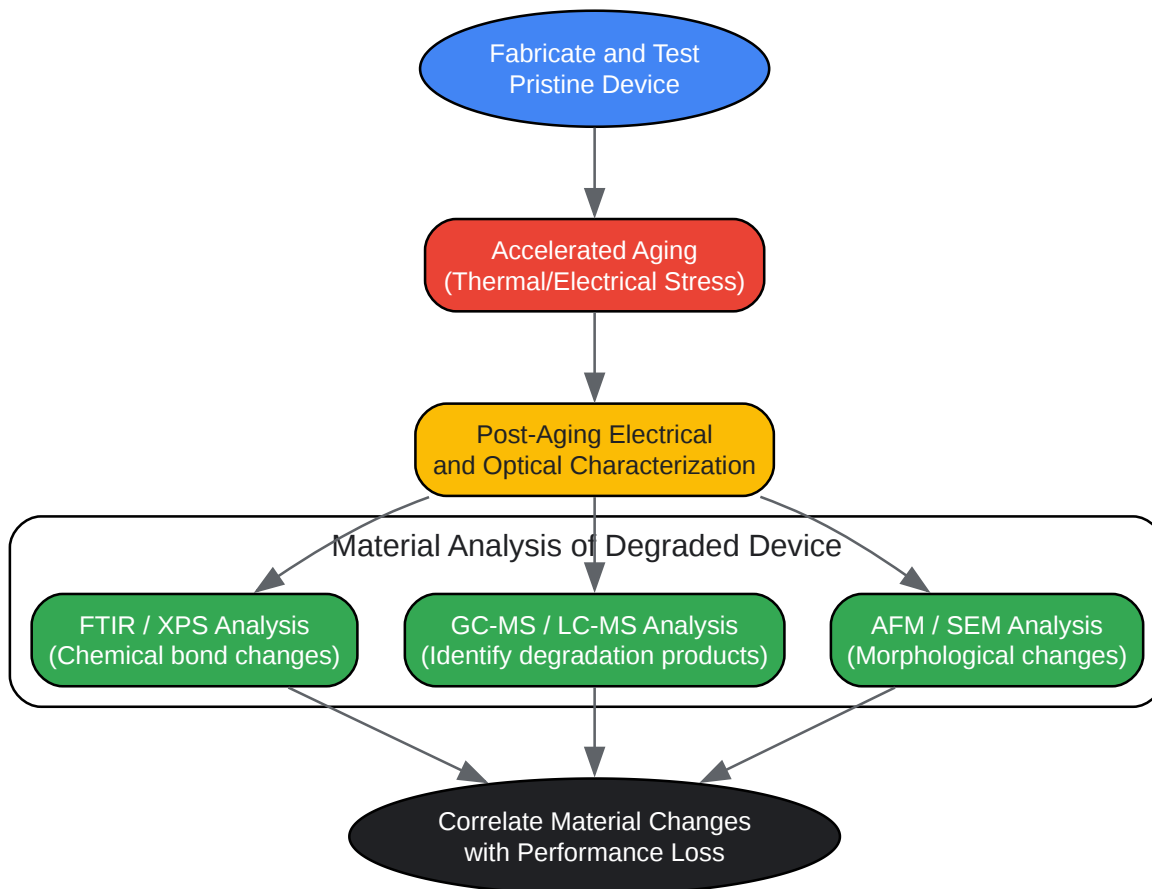 Fabricate and Test
Pristine Device
Accelerated Aging
(Thermal/Electrical Stress)
Post-Aging Electrical
and Optical Characterization
Material Analysis of Degraded Device
FTIR / XPS Analysis
(Chemical bond changes)
GC-MS / LC-MS Analysis
(Identify degradation products)
AFM / SEM Analysis
(Morphological changes)
Correlate Material Changes
with Performance Loss